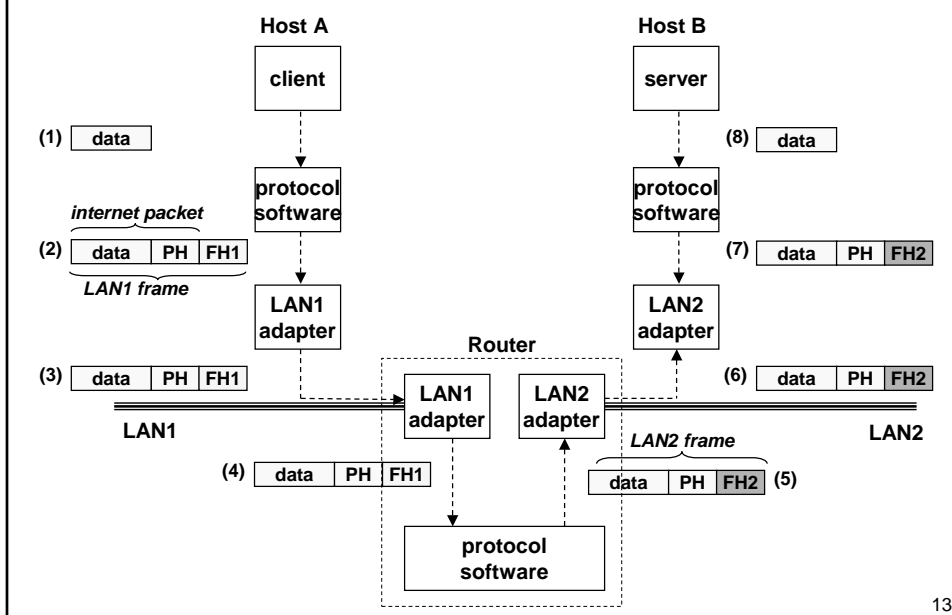 Host A
Host B
client
server
(1) data
(8) data
protocol
software
protocol
software
internet packet
(2) data PH FH1
LAN1 frame
(7) data PH FH2
LAN1
adapter
LAN2
adapter
Router
(3) data PH FH1
(6) data PH FH2
LAN1
adapter
LAN2
adapter
LAN1
LAN2
LAN2 frame
(4) data PH FH1
data PH FH2 (5)
protocol
software
13